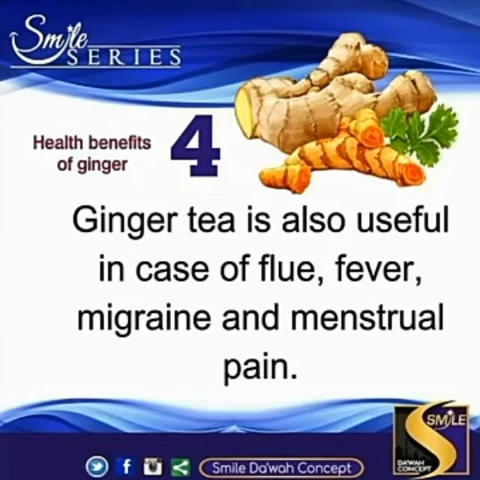 Smile
SERIES
Health benefits
of ginger
4
Ginger tea is also useful
in case of flue, fever,
migraine and menstrual
pain.
SMILE
DA'WAH
CONCEPT
Smile Da'wah Concept